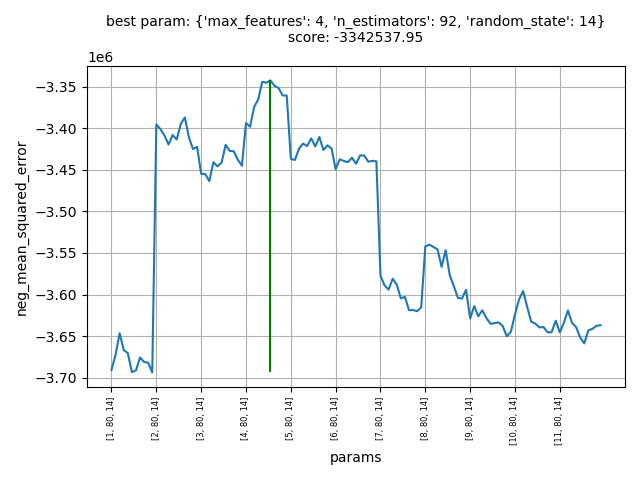 best param: {'max_features': 4, 'n_estimators': 92, 'random_state': 14}
score: -3342537.95
1e6
−3.35
−3.40
−3.45
−3.50
−3.55
−3.60
−3.65
−3.70
neg_mean_squared_error
[1, 80, 14]
[2, 80, 14]
[3, 80, 14]
[4, 80, 14]
[5, 80, 14]
[6, 80, 14]
[7, 80, 14]
[8, 80, 14]
[9, 80, 14]
[10, 80, 14]
[11, 80, 14]
params